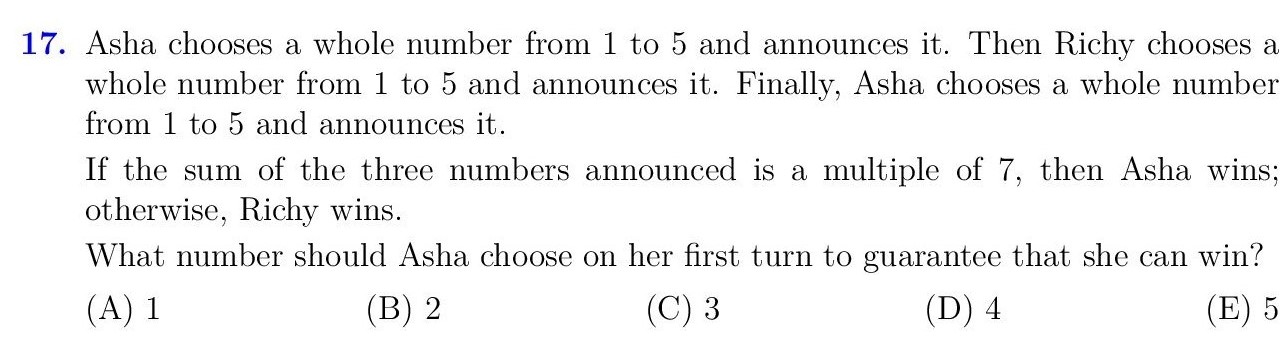 17. Asha chooses a whole number from 1 to 5 and announces it. Then Richy chooses a
whole number from 1 to 5 and announces it. Finally, Asha chooses a whole number
from 1 to 5 and announces it.
If the sum of the three numbers announced is a multiple of 7, then Asha wins;
otherwise, Richy wins.
What number should Asha choose on her first turn to guarantee that she can win?
(A) 1 (B) 2 (C) 3 (D) 4 (E) 5